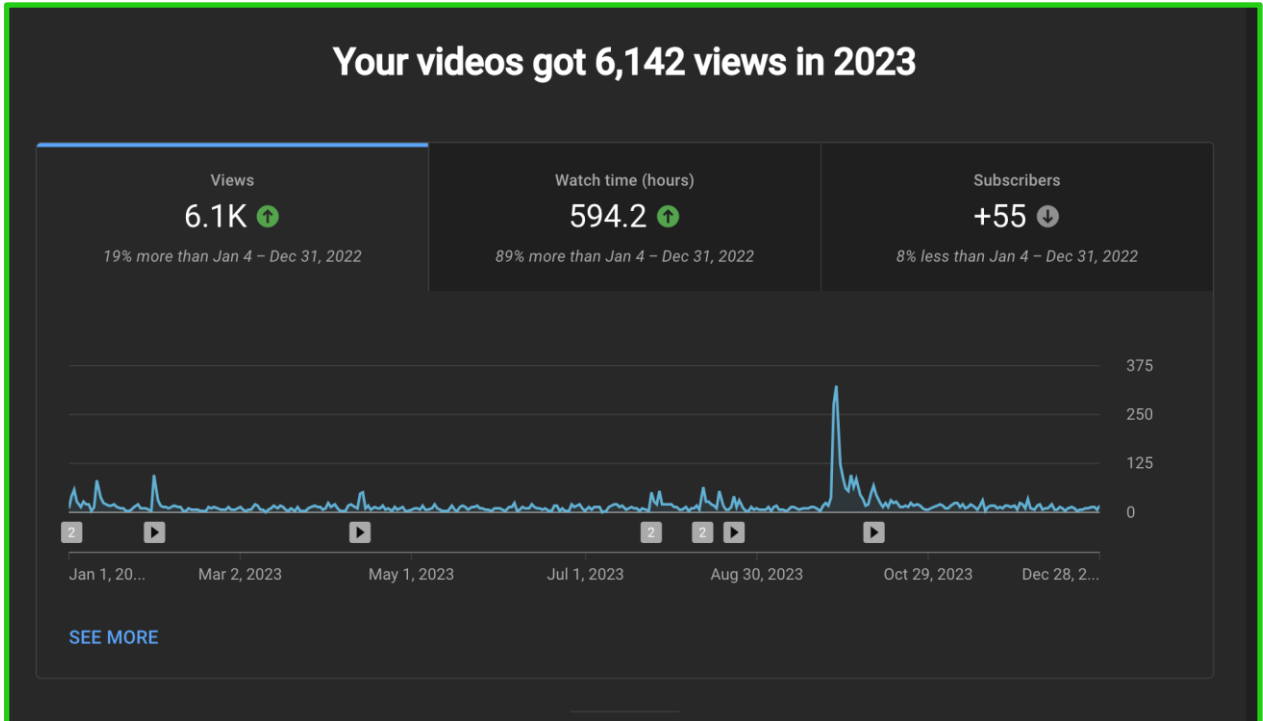 Your videos got 6,142 views in 2023
Views
6.1K
19% more than Jan 4 – Dec 31, 2022
Watch time (hours)
594.2
89% more than Jan 4 – Dec 31, 2022
Subscribers
+55
8% less than Jan 4 – Dec 31, 2022
375
250
125
0
2
2
2
Jan 1, 20...
Mar 2, 2023
May 1, 2023
Jul 1, 2023
Aug 30, 2023
Oct 29, 2023
Dec 28, 2...
SEE MORE